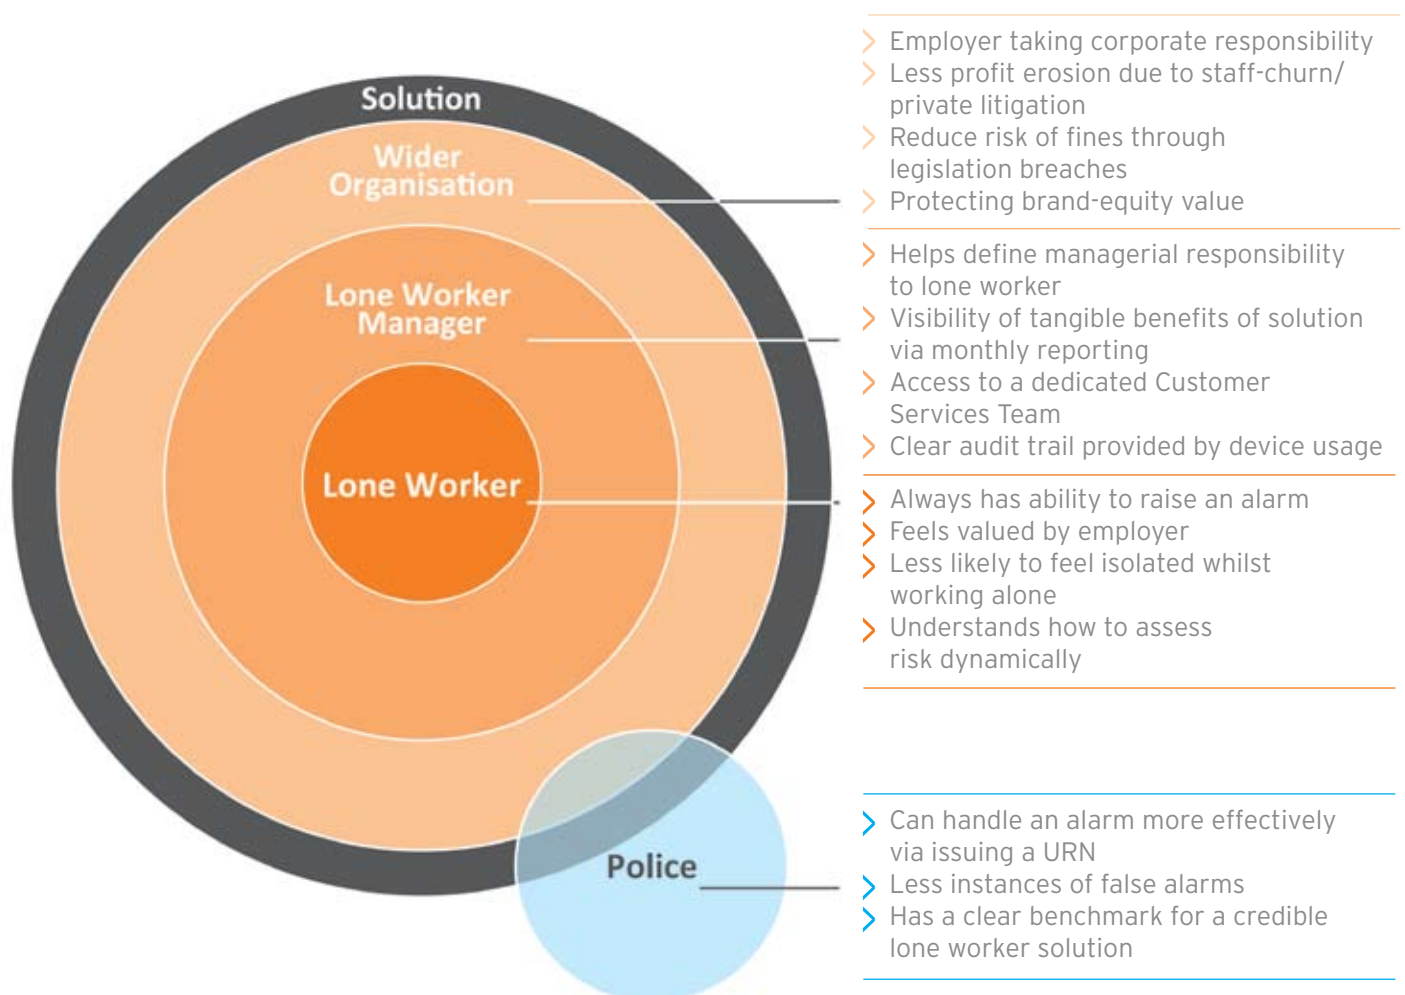 Solution
Wider
Organisation
Lone Worker
Manager
Lone Worker
Police
Employer taking corporate responsibility
Less profit erosion due to staff-churn/
private litigation
Reduce risk of fines through
legislation breaches
Protecting brand-equity value
Helps define managerial responsibility
to lone worker
Visibility of tangible benefits of solution
via monthly reporting
Access to a dedicated Customer
Services Team
Clear audit trail provided by device usage
Always has ability to raise an alarm
Feels valued by employer
Less likely to feel isolated whilst
working alone
Understands how to assess
risk dynamically
Can handle an alarm more effectively
via issuing a URN
Less instances of false alarms
Has a clear benchmark for a credible
lone worker solution